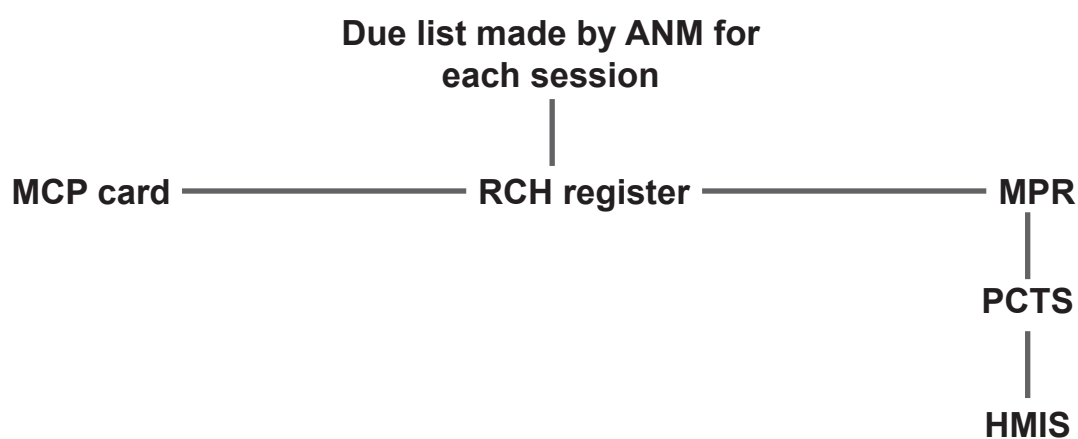 Due list made by ANM for
each session
MCP card
RCH register
MPR
PCTS
HMIS